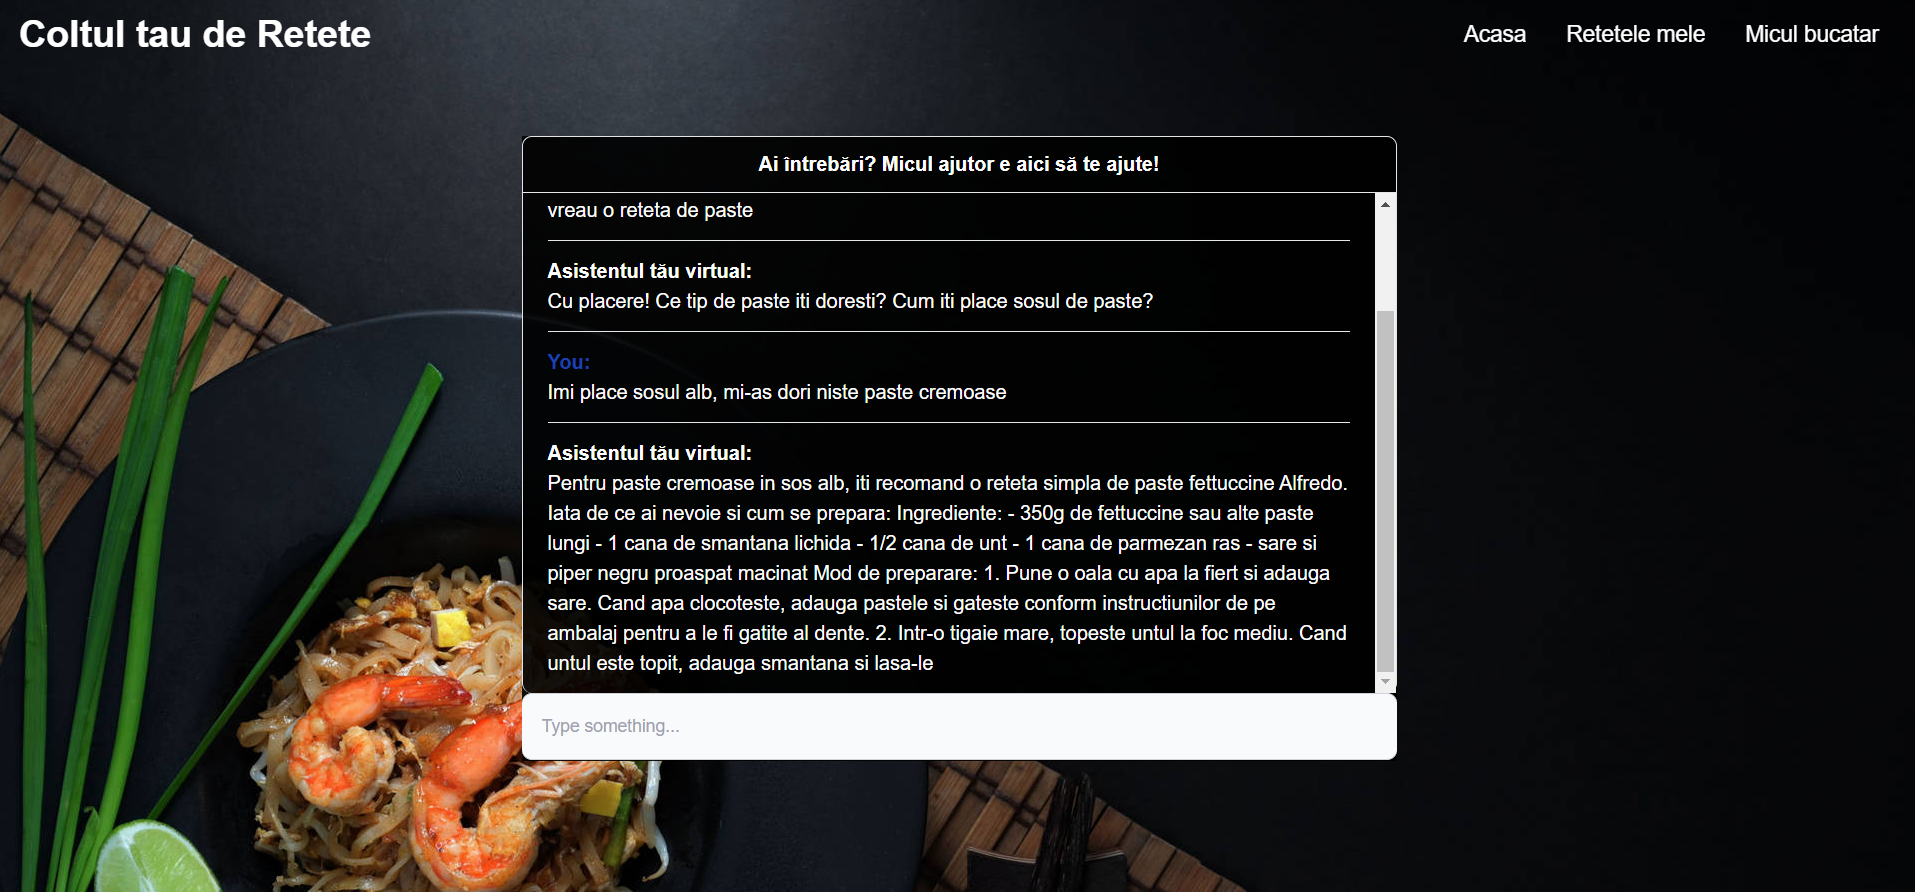 Coltul tau de Retete
Acasa
Retetele mele
Micul bucatar
Ai întrebări? Micul ajutor e aici să te ajute!
vreau o reteta de paste
Asistentul tău virtual:
Cu placere! Ce tip de paste iti doresti? Cum iti place sosul de paste?
You:
Imi place sosul alb, mi-as dori niste paste cremoase
Asistentul tău virtual:
Pentru paste cremoase in sos alb, iti recomand o reteta simpla de paste fettuccine Alfredo.
Iata de ce ai nevoie si cum se prepara: Ingrediente: - 350g de fettuccine sau alte paste
lungi - 1 cana de smantana lichida - 1/2 cana de unt - 1 cana de parmezan ras - sare si
piper negru proaspat macinat Mod de preparare: 1. Pune o oala cu apa la fiert si adauga
sare. Cand apa clocoteste, adauga pastele si gateste conform instructiunilor de pe
ambalaj pentru a le fi gatite al dente. 2. Intr-o tigaie mare, topeste untul la foc mediu. Cand
untul este topit, adauga smantana si lasa-le
Type something...